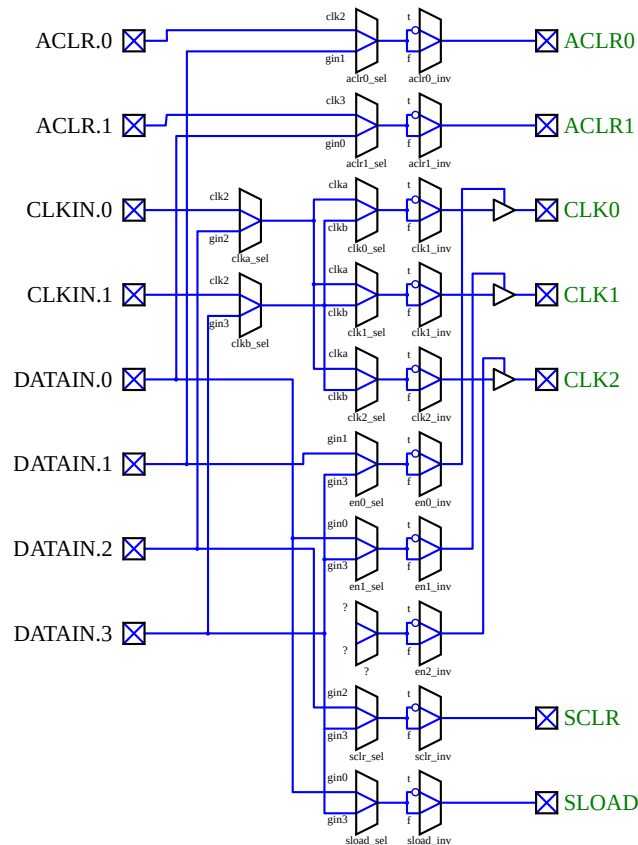 clk2
t
ACLR.0
ACLR0
gin1
f
aclr0_sel
aclr0_inv
clk3
t
ACLR.1
ACLR1
gin0
f
aclr1_sel
aclr1_inv
clka
t
clk2
CLKIN.0
CLK0
clkb
f
gin2
clk0_sel
clk1_inv
clka_sel
clka
t
clk2
CLKIN.1
CLK1
clkb
f
gin3
clk1_sel
clk1_inv
clkb_sel
clka
t
DATAIN.0
CLK2
clkb
f
clk2_sel
clk2_inv
gin1
t
DATAIN.1
gin3
f
en0_sel
en0_inv
gin0
t
DATAIN.2
gin3
f
en1_sel
en1_inv
?
t
DATAIN.3
?
f
?
en2_inv
gin2
t
SCLR
gin3
f
sclr_sel
sclr_inv
gin0
t
SLOAD
gin3
f
sload_sel
sload_inv